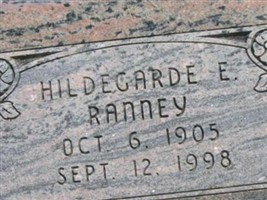 HILDEGARDE E.
RANNEY
OCT. 6. 1905
SEPT. 12. 1998